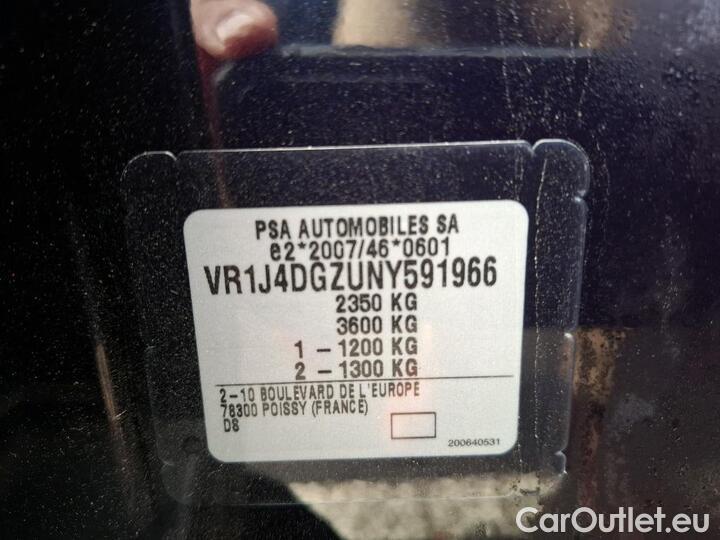 PSA AUTOMOBILES SA
e2*2007/46*0601
VR1J4DGZUNY591966
2350 KG
3600 KG
1 - 1200 KG
2 - 1300 KG
2-10 BOULEVARD DE L'EUROPE
78300 POISSY (FRANCE)
DS
200640531
CarOutlet.eu